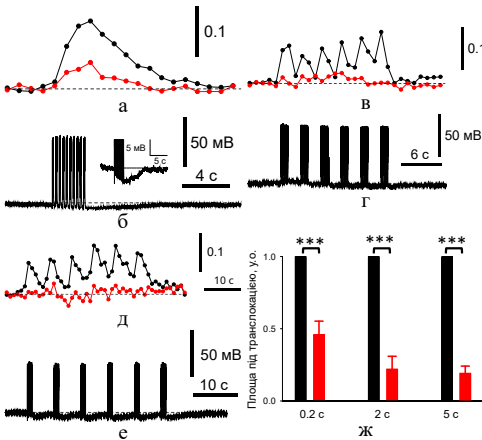 0.1
0.1
а
в
50 мВ
5 мВ
5 с
4 с
50 мВ
6 с
б
г
0.1
10 с
д
50 мВ
10 с
е
***
***
***
Площа під транслокацією, у.о.
1.0
0.5
0.0
0.2 с
2 с
5 с
ж